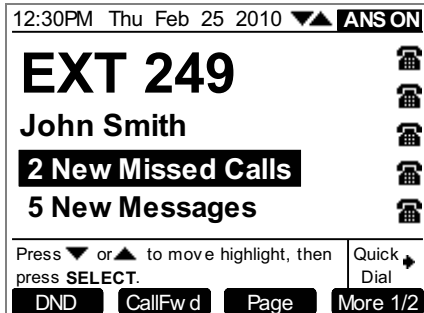 12:30PM Thu Feb 25 2010 ▼▲ ANS ON
EXT 249
John Smith
2 New Missed Calls
5 New Messages
Press ▼ or ▲ to move highlight, then
press SELECT.
Quick
Dial
DND CallFwd Page More 1/2